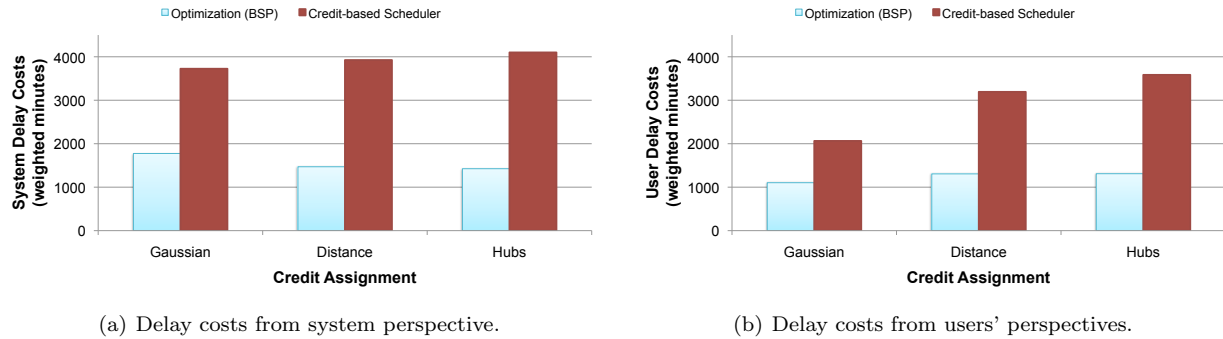 Optimization (BSP) Credit-based Scheduler
System Delay Costs
(weighted minutes)
4000
3000
2000
1000
0
Gaussian Distance Hubs
Credit Assignment
(a) Delay costs from system perspective.
Optimization (BSP) Credit-based Scheduler
User Delay Costs
(weighted minutes)
4000
3000
2000
1000
0
Gaussian Distance Hubs
Credit Assignment
(b) Delay costs from users' perspectives.